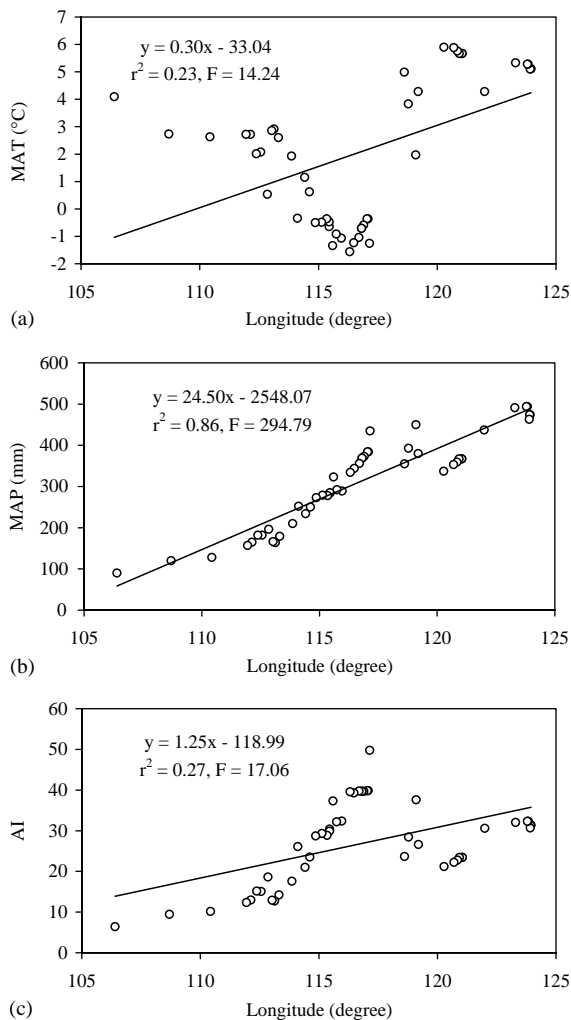 7
6
5
4
3
2
1
0
-1
-2
MAT (°C)
y = 0.30x - 33.04
r² = 0.23, F = 14.24
105 110 115 120 125
Longitude (degree)
(a)
600
500
400
300
200
100
0
MAP (mm)
y = 24.50x - 2548.07
r² = 0.86, F = 294.79
105 110 115 120 125
Longitude (degree)
(b)
60
50
40
30
20
10
0
AI
y = 1.25x - 118.99
r² = 0.27, F = 17.06
105 110 115 120 125
Longitude (degree)
(c)